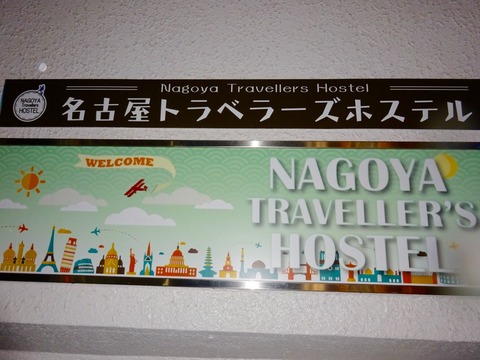 Nagoya Travellers Hostel
NAGOYA
Travellers
HOSTEL
名古屋トラベラーズホステル
WELCOME
NAGOYA
TRAVELLER'S
HOSTEL